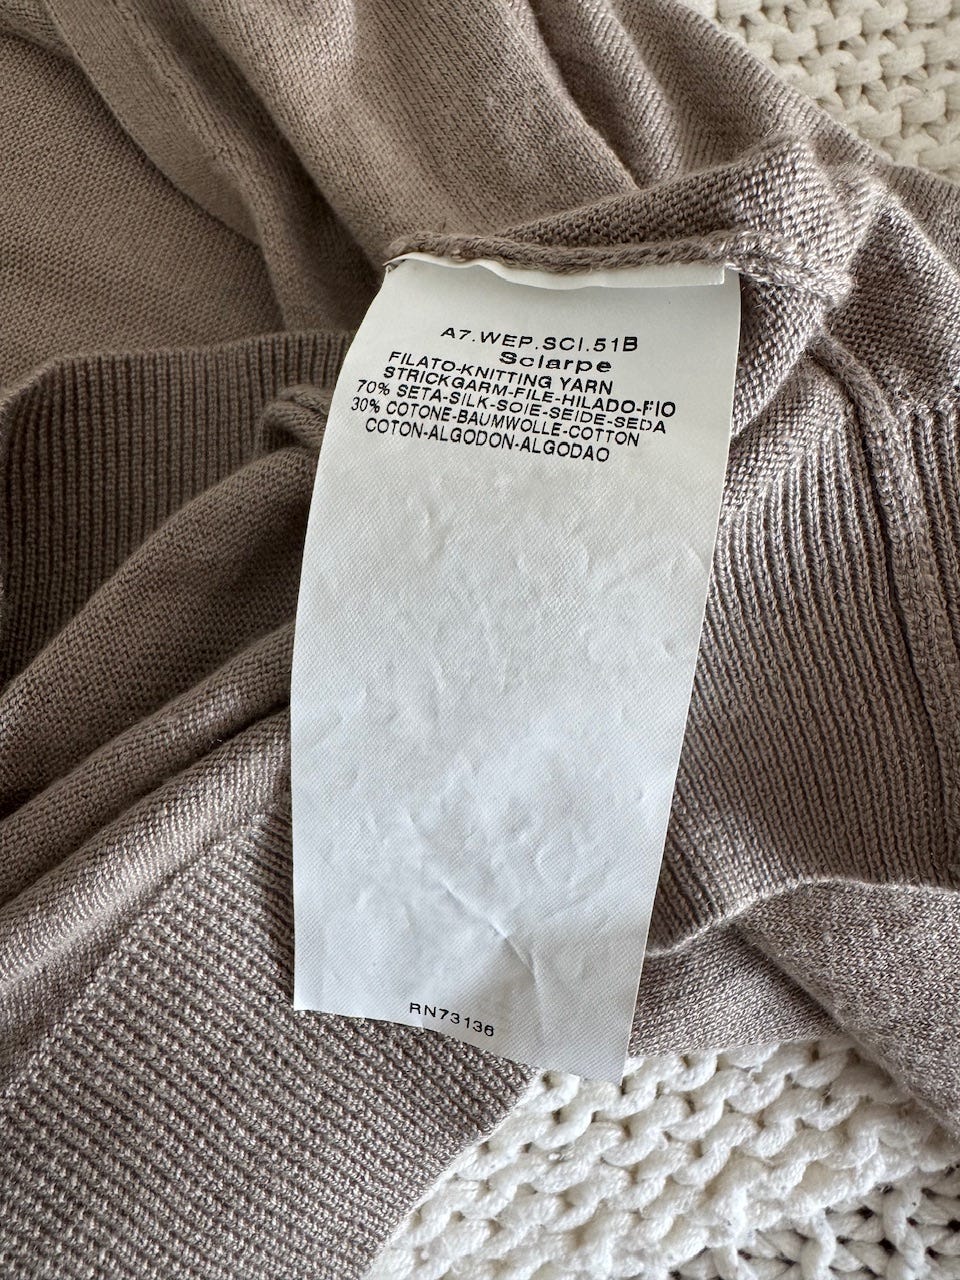 A7.WEP.SCI.51B
Sciarpe
FILATO-KNITTING YARN
STRICKGARM-FILE-HILADO-FIO
70% SETA-SILK-SOIE-SEIDE-SEDA
30% COTONE-BAUMWOLLE-COTTON
COTON-ALGODON-ALGODAO
RN73136